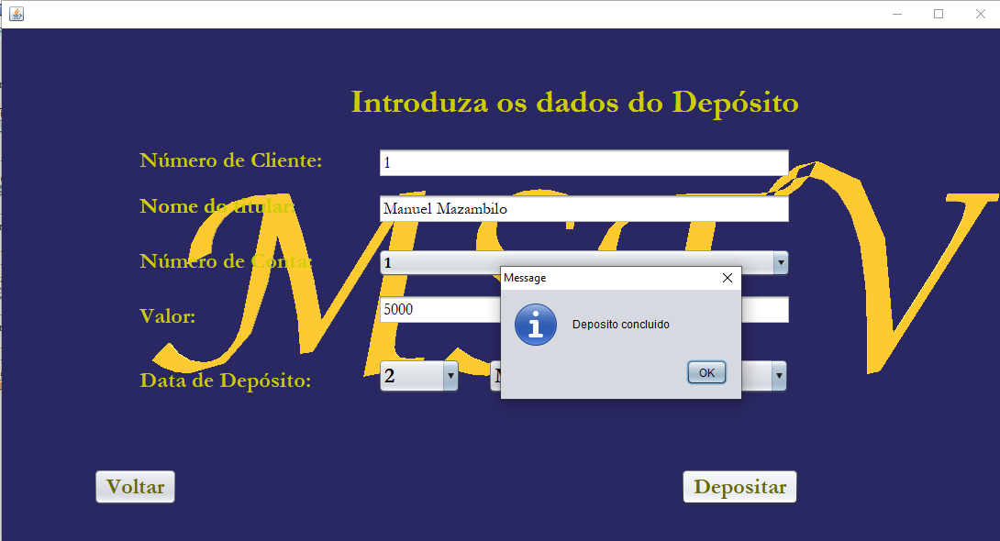 Introduza os dados do Depósito
Número de Cliente: 1
Nome do titular: Manuel Mazambilo
Número de Conta: 1
Message
Valor: 5000
Deposito concluido
Data de Depósito: 2
OK
Voltar Depositar